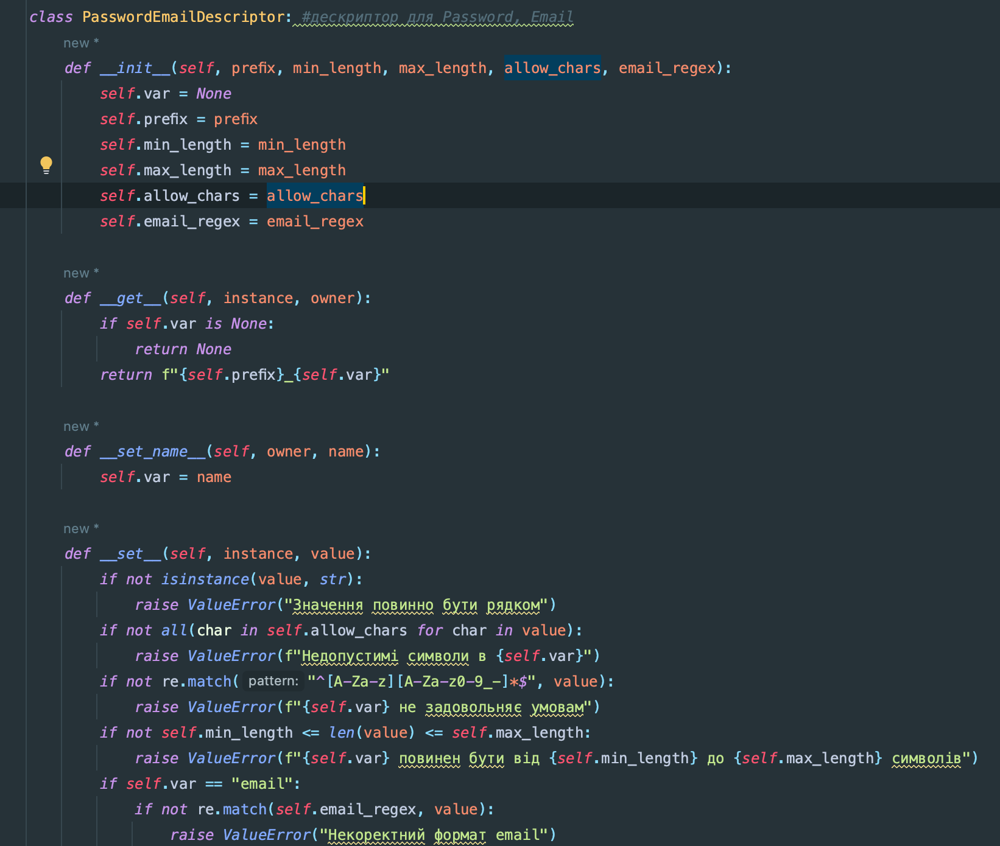 class PasswordEmailDescriptor: #дескриптор для Password, Email
new *
def __init__(self, prefix, min_length, max_length, allow_chars, email_regex):
self.var = None
self.prefix = prefix
self.min_length = min_length
self.max_length = max_length
self.allow_chars = allow_chars
self.email_regex = email_regex
new *
def __get__(self, instance, owner):
if self.var is None:
return None
return f"{self.prefix}_{self.var}"
new *
def __set_name__(self, owner, name):
self.var = name
new *
def __set__(self, instance, value):
if not isinstance(value, str):
raise ValueError("Значення повинно бути рядком")
if not all(char in self.allow_chars for char in value):
raise ValueError(f"Недопустимі символи в {self.var}")
if not re.match( pattern: "^[A-Za-z][A-Za-z0-9_-]*$", value):
raise ValueError(f"{self.var} не задовольняє умовам")
if not self.min_length <= len(value) <= self.max_length:
raise ValueError(f"{self.var} повинен бути від {self.min_length} до {self.max_length} символів")
if self.var == "email":
if not re.match(self.email_regex, value):
raise ValueError("Некоректний формат email")